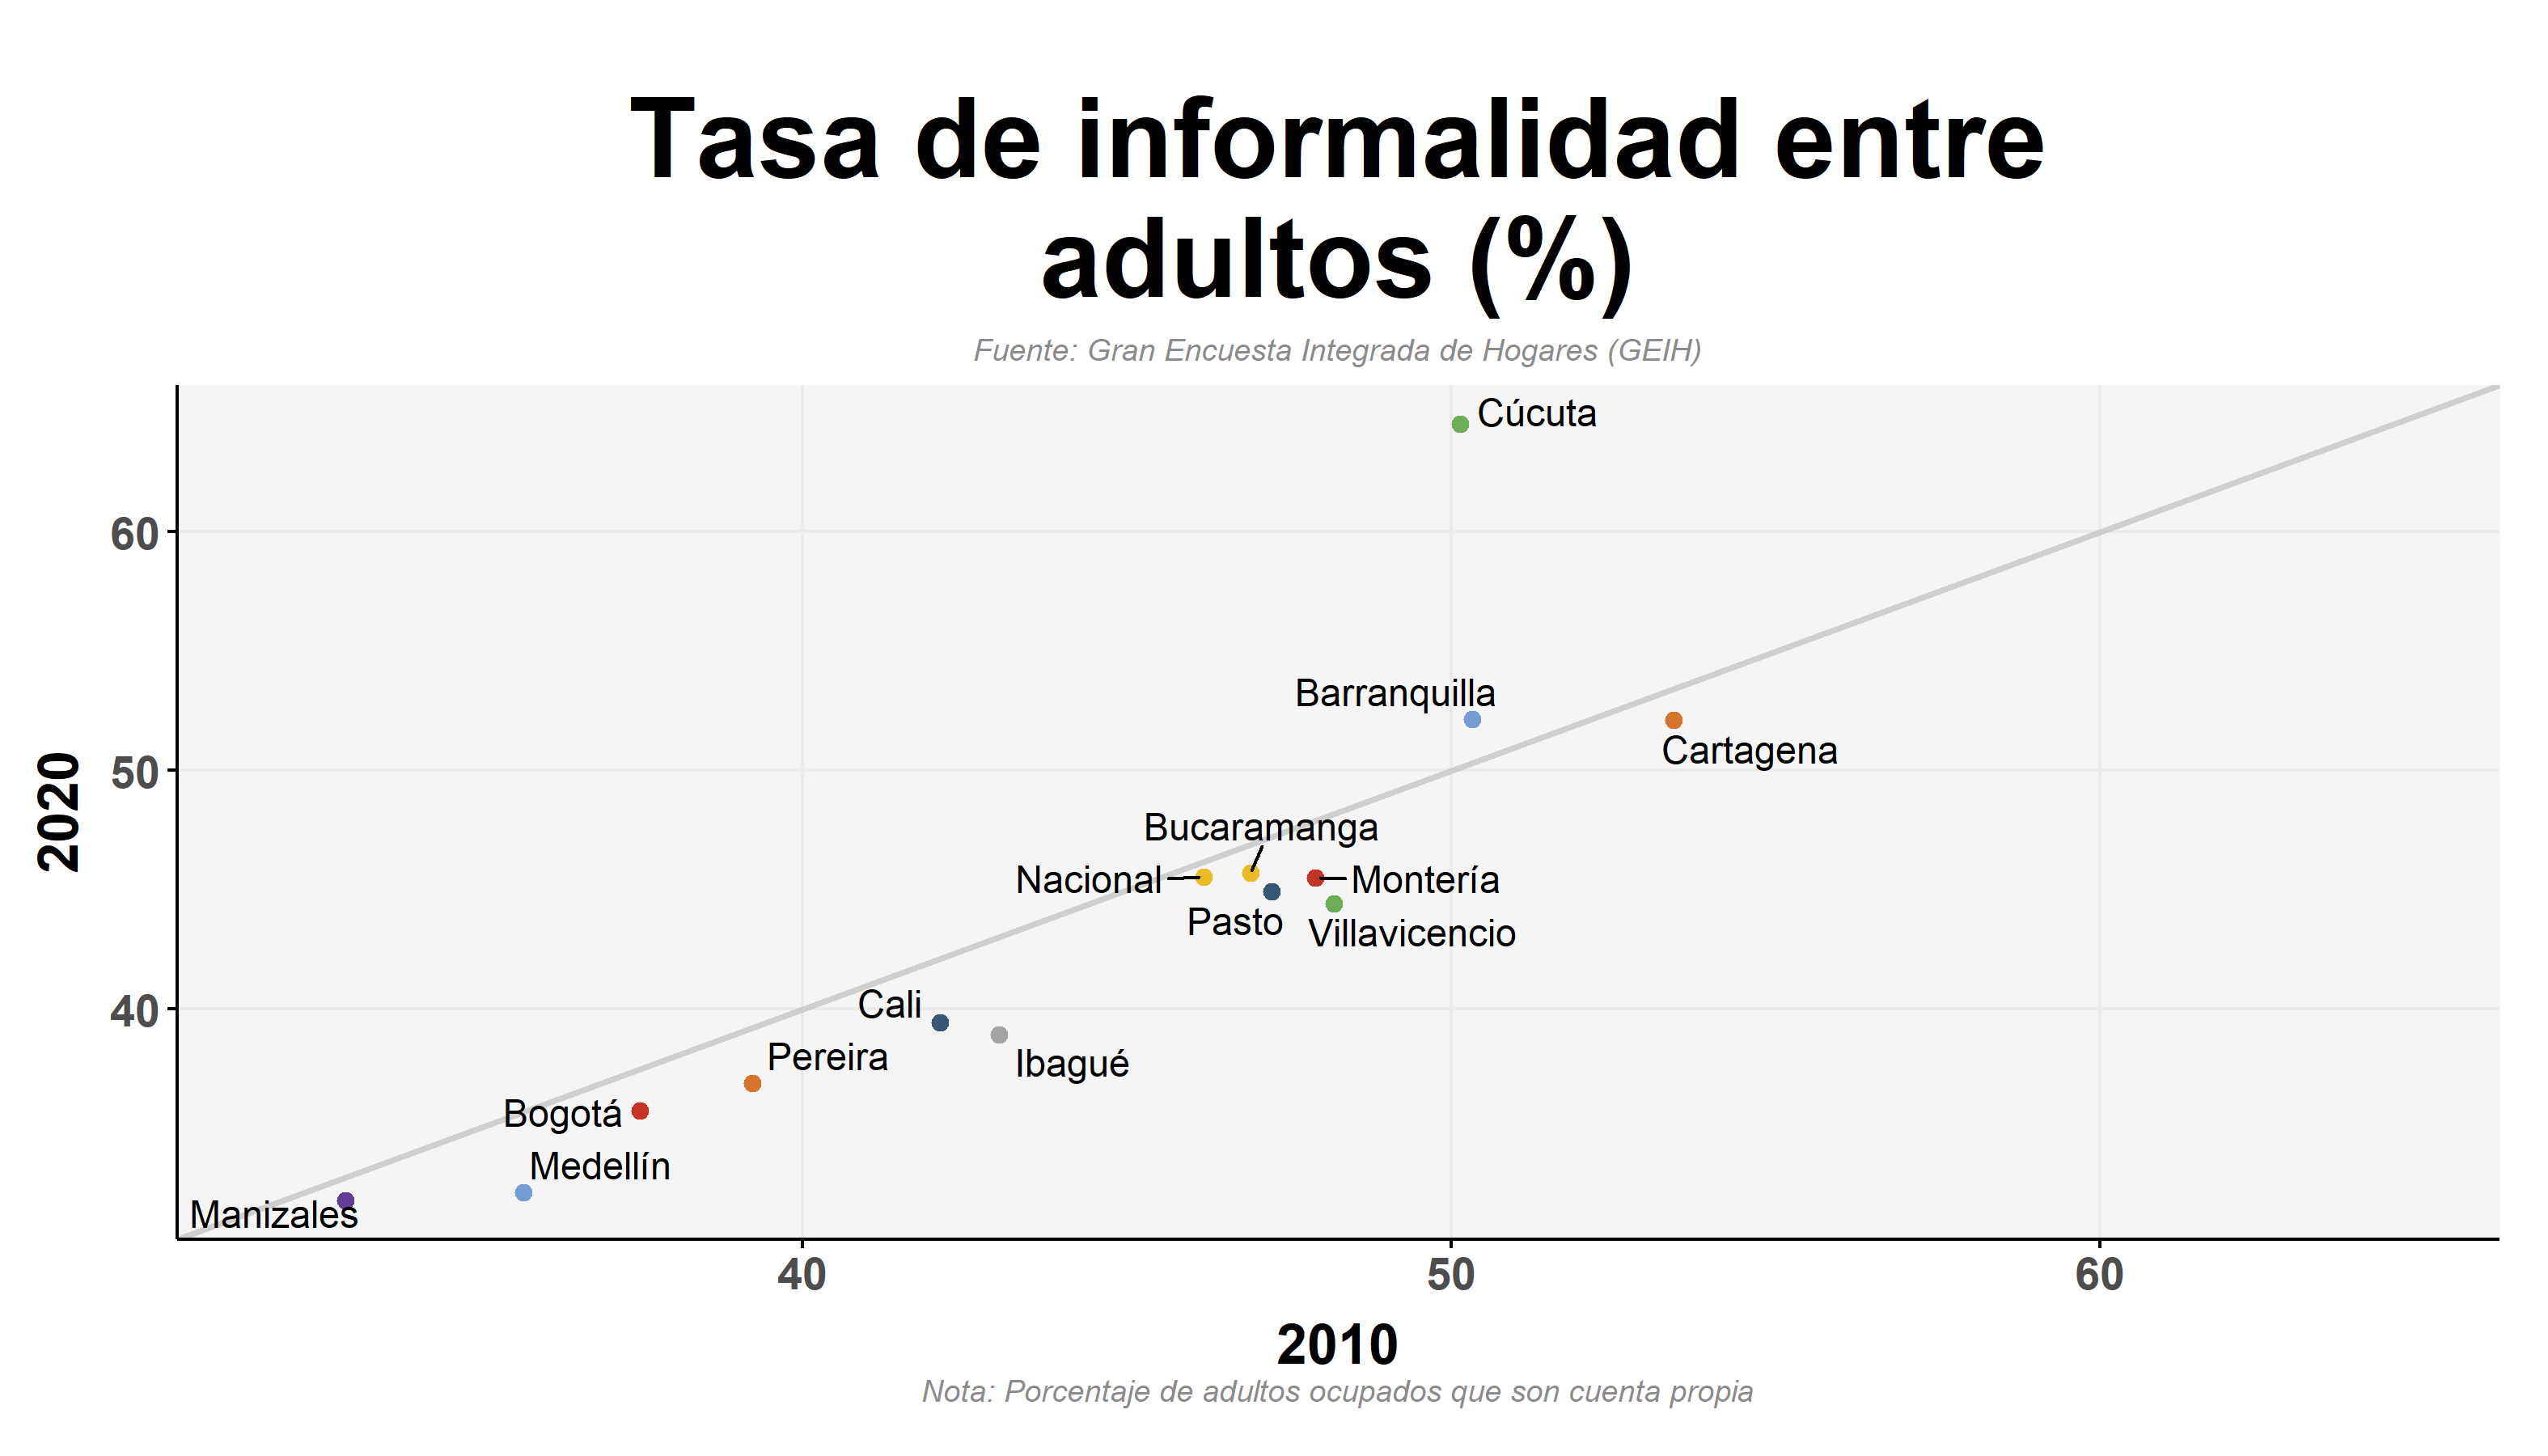 Tasa de informalidad entre
adultos (%)
Fuente: Gran Encuesta Integrada de Hogares (GEIH)
Cúcuta
60
Barranquilla
Cartagena
50
2020
Bucaramanga
Nacional
Montería
Pasto
Villavicencio
Cali
40
Pereira
Ibagué
Bogotá
Medellín
Manizales
40
50
60
2010
Nota: Porcentaje de adultos ocupados que son cuenta propia